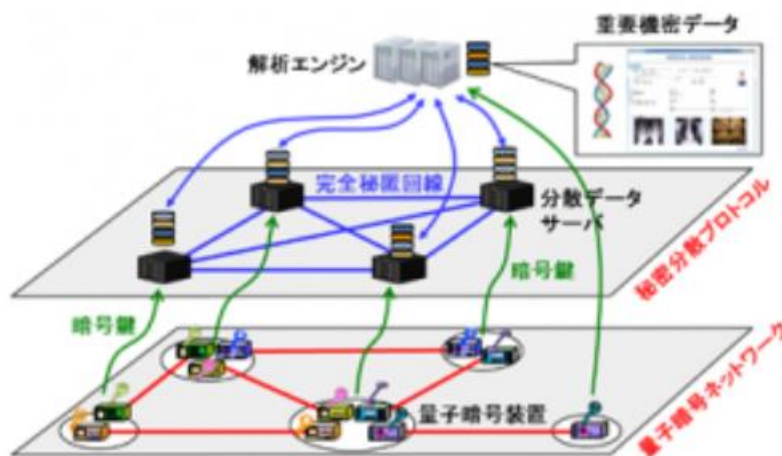 重要機密データ
解析エンジン
完全秘匿回線
分散データ
サーバ
秘密分散プロトコル
暗号鍵
暗号鍵
量子暗号装置
量子暗号ネットワーク